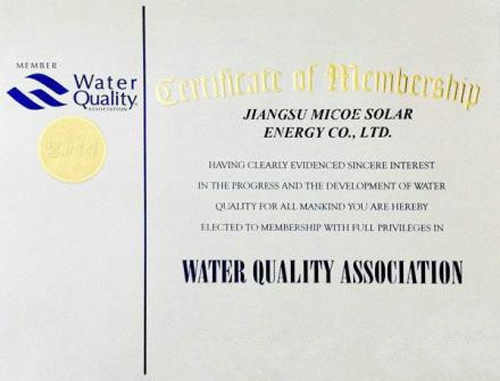 MEMBER
Water
Quality
ASSOCIATION
2014
Certificate of Membership
JIANGSU MICOE SOLAR
ENERGY CO., LTD.
HAVING CLEARLY EVIDENCED SINCERE INTEREST
IN THE PROGRESS AND THE DEVELOPMENT OF WATER
QUALITY FOR ALL MANKIND YOU ARE HEREBY
ELECTED TO MEMBERSHIP WITH FULL PRIVILEGES IN
WATER QUALITY ASSOCIATION